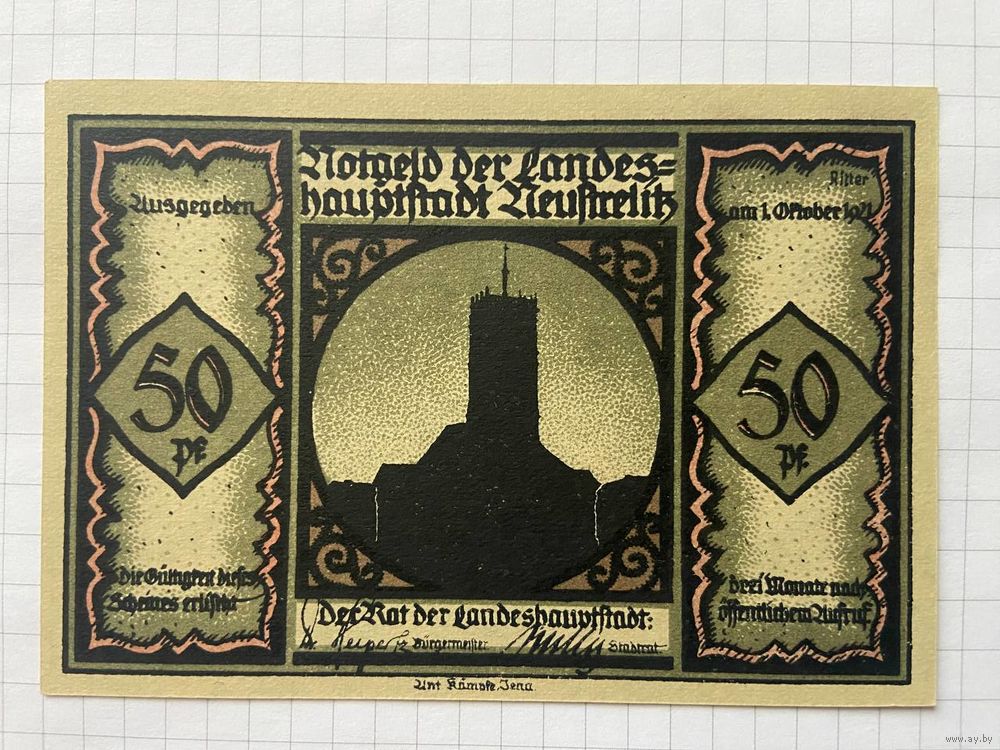 Notgeld der Landes=
hauptstadt Neustrelitz
Ausgegeben
Ritter
am 1. Oktober 1921
50
Pf.
50
Pf.
Die Gültigkeit dieses
Scheines erlischt
drei Monate nach
öffentlichem Aufruf.
Der Rat der Landeshauptstadt:
Bürgermeister.
Stadtrat.
Ant Kämpfe, Jena.
www.ay.by